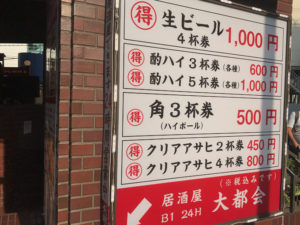 得 生ビール 4杯券 1,000円
得 酎ハイ3杯券(各種) 600円
得 酎ハイ5杯券(各種) 1,000円
得 角3杯券 (ハイボール) 500円
得 クリアアサヒ2杯券 450円
得 クリアアサヒ4杯券 800円
(※税込みです)
居酒屋 大都会
B1 24H